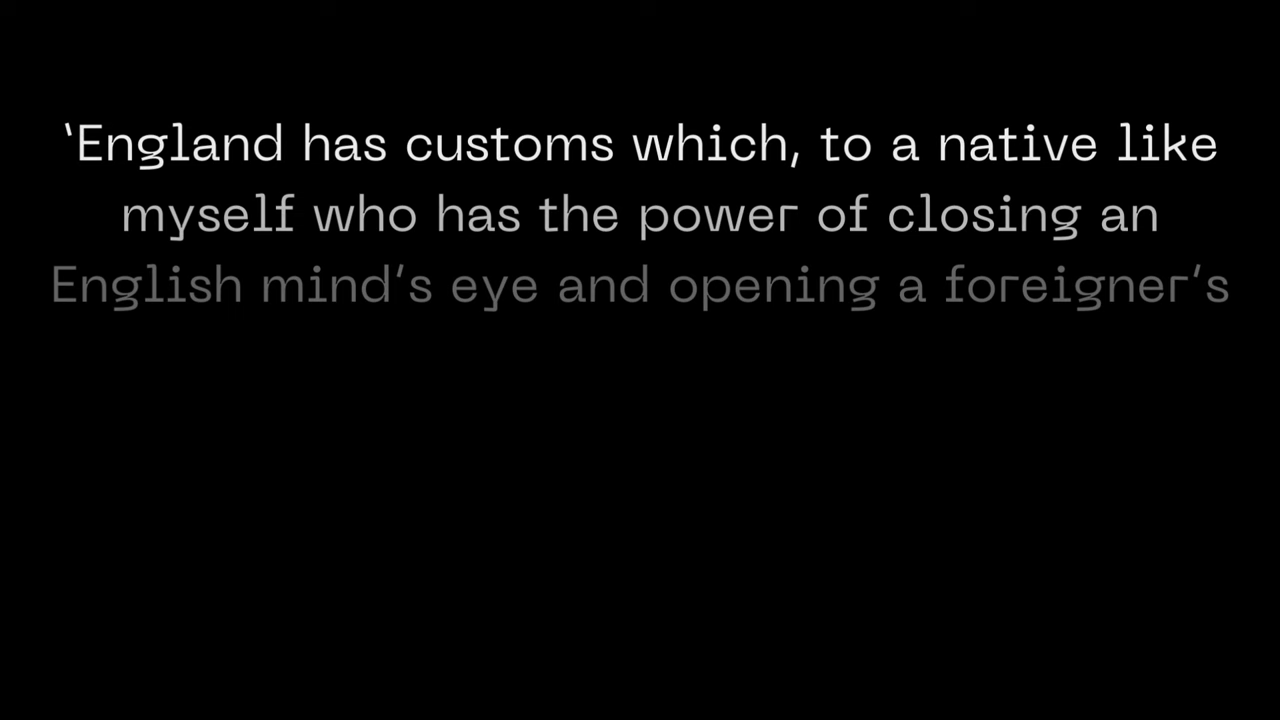 ‘England has customs which, to a native like
myself who has the power of closing an
English mind’s eye and opening a foreigner’s